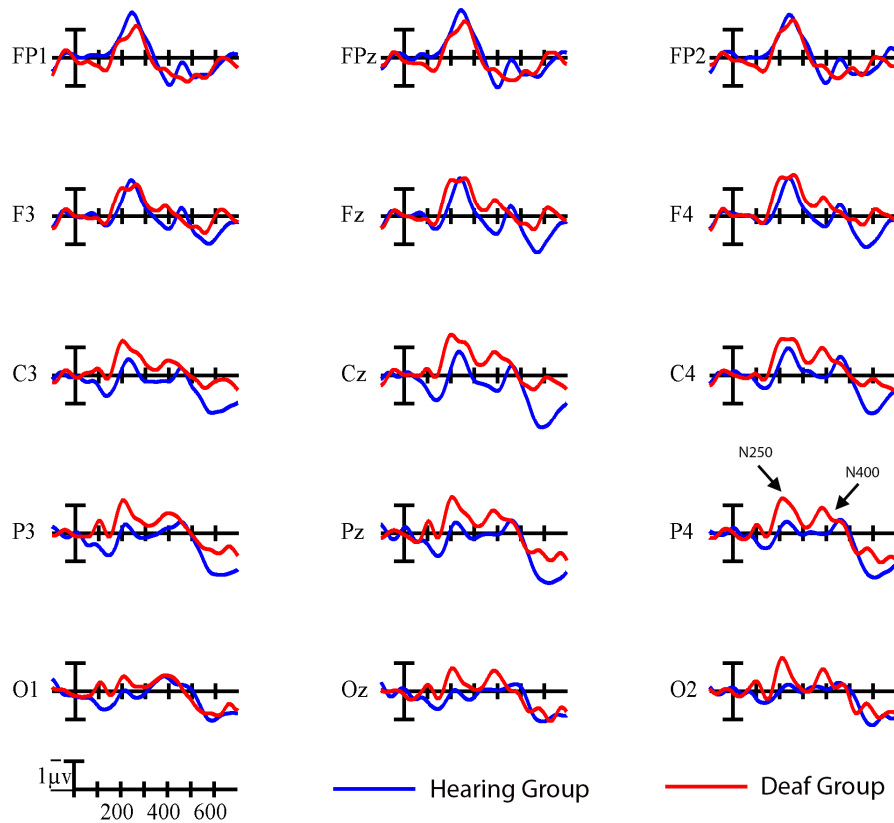 FP1 FPz FP2
F3 Fz F4
C3 Cz C4
N250
N400
P3 Pz P4
O1 Oz O2
1μv
200 400 600
Hearing Group
Deaf Group